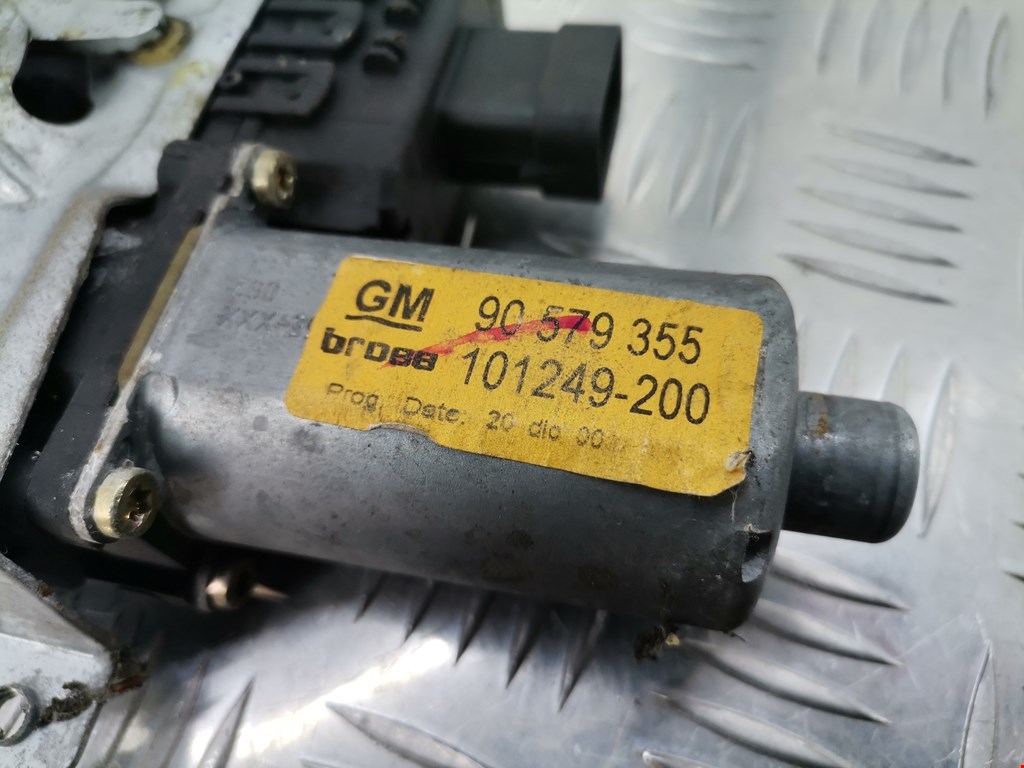 GM 90 579 355
brose 101249-200
Prog. Date: 20 dic 00